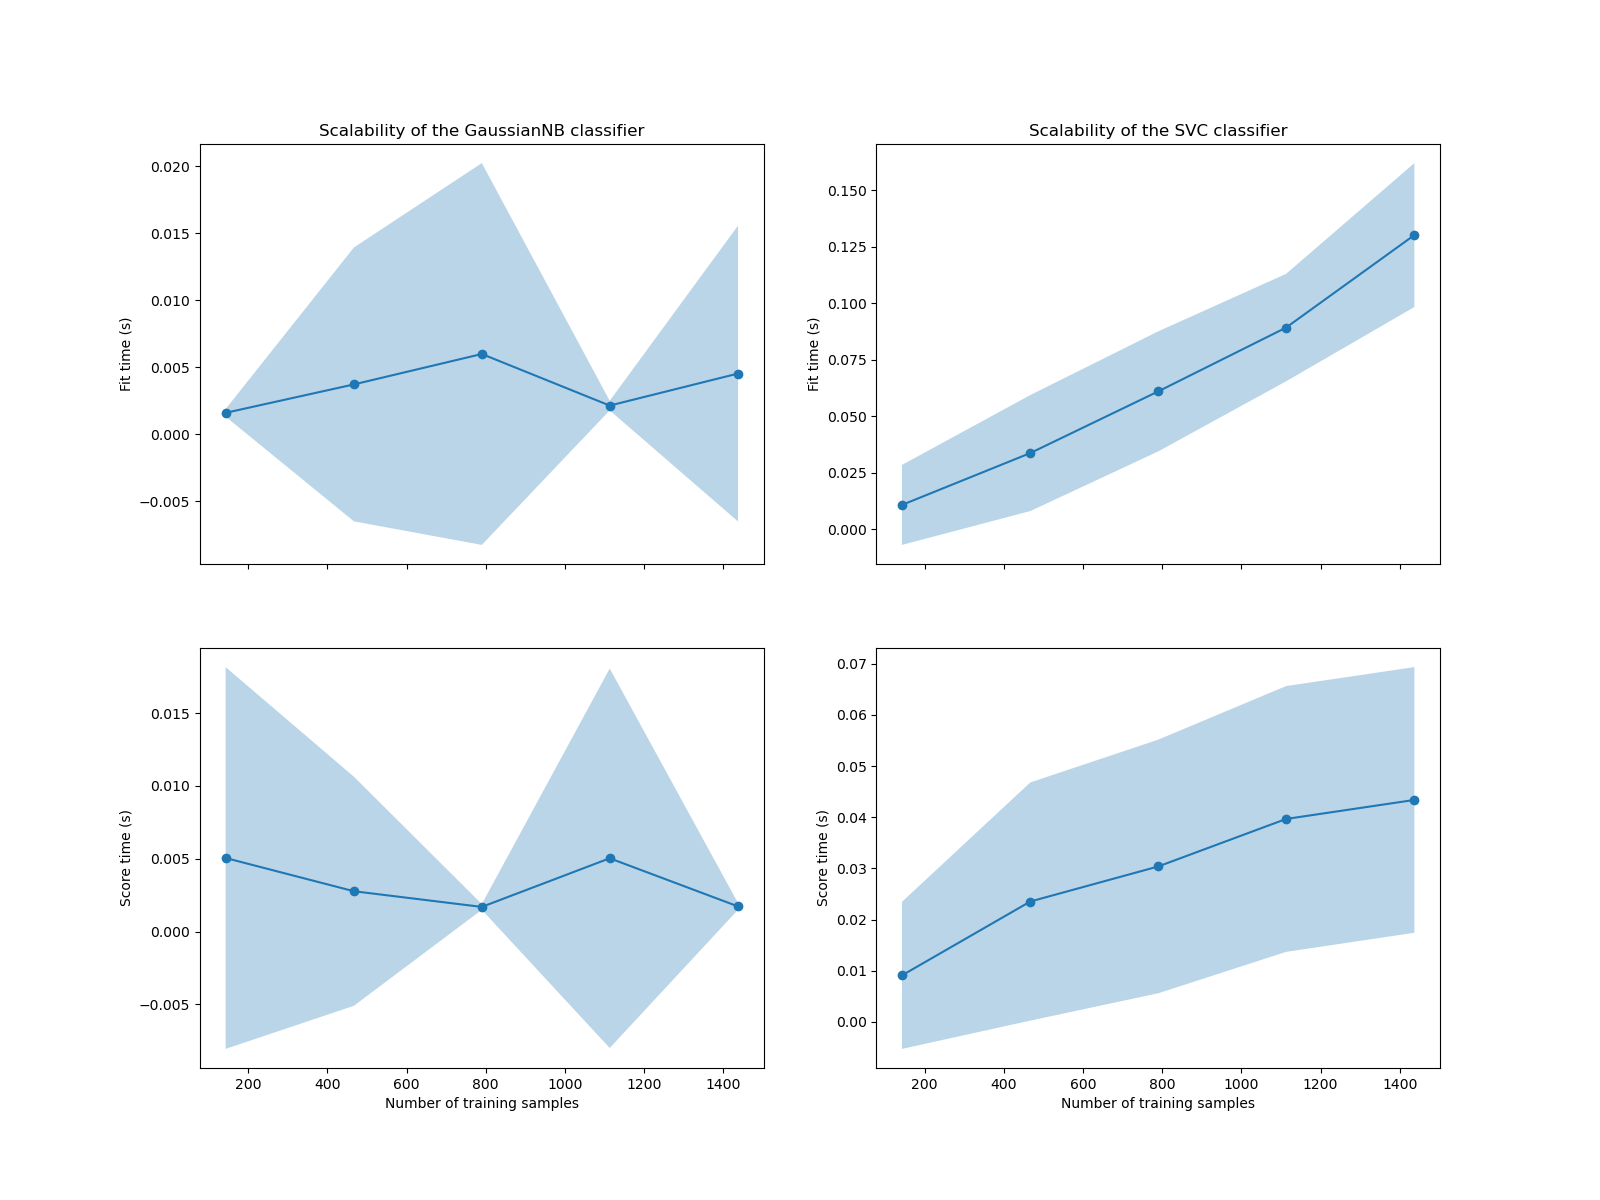 Scalability of the GaussianNB classifier
Fit time (s)
0.020
0.015
0.010
0.005
0.000
−0.005
Scalability of the SVC classifier
Fit time (s)
0.150
0.125
0.100
0.075
0.050
0.025
0.000
Score time (s)
0.015
0.010
0.005
0.000
−0.005
200 400 600 800 1000 1200 1400
Number of training samples
Score time (s)
0.07
0.06
0.05
0.04
0.03
0.02
0.01
0.00
200 400 600 800 1000 1200 1400
Number of training samples